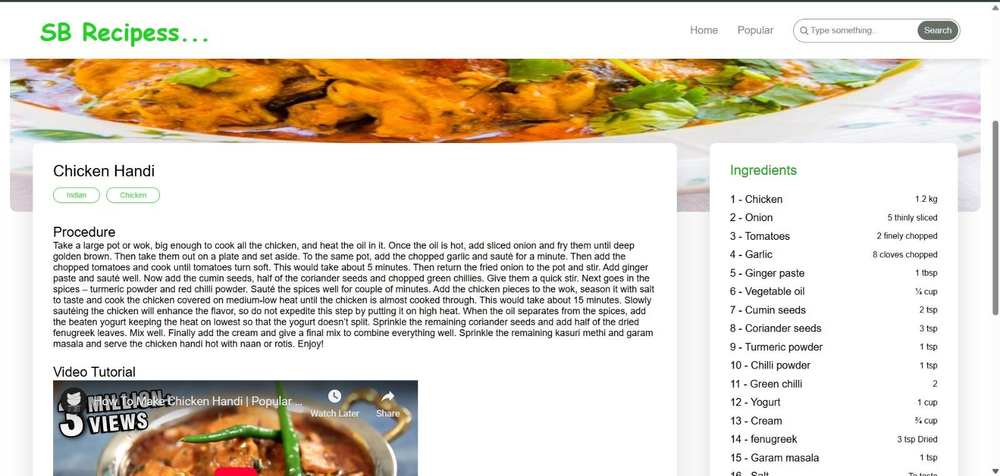 SB Recipess...
Home
Popular
Type something..
Search
Chicken Handi
Indian
Chicken
Procedure
Take a large pot or wok, big enough to cook all the chicken, and heat the oil in it. Once the oil is hot, add sliced onion and fry them until deep
golden brown. Then take them out on a plate and set aside. To the same pot, add the chopped garlic and sauté for a minute. Then add the
chopped tomatoes and cook until tomatoes turn soft. This would take about 5 minutes. Then return the fried onion to the pot and stir. Add ginger
paste and sauté well. Now add the cumin seeds, half of the coriander seeds and chopped green chillies. Give them a quick stir. Next goes in the
spices – turmeric powder and red chilli powder. Sauté the spices well for couple of minutes. Add the chicken pieces to the wok, season it with salt
to taste and cook the chicken covered on medium-low heat until the chicken is almost cooked through. This would take about 15 minutes. Slowly
sautéing the chicken will enhance the flavor, so do not expedite this step by putting it on high heat. When the oil separates from the spices, add
the beaten yogurt keeping the heat on lowest so that the yogurt doesn’t split. Sprinkle the remaining coriander seeds and add half of the dried
fenugreek leaves. Mix well. Finally add the cream and give a final mix to combine everything well. Sprinkle the remaining kasuri methi and garam
masala and serve the chicken handi hot with naan or rotis. Enjoy!
Video Tutorial
How To Make Chicken Handi | Popular ...
Watch Later
Share
3 MILLION+
VIEWS
Ingredients
1 - Chicken 1.2 kg
2 - Onion 5 thinly sliced
3 - Tomatoes 2 finely chopped
4 - Garlic 8 cloves chopped
5 - Ginger paste 1 tbsp
6 - Vegetable oil ¼ cup
7 - Cumin seeds 2 tsp
8 - Coriander seeds 3 tsp
9 - Turmeric powder 1 tsp
10 - Chilli powder 1 tsp
11 - Green chilli 2
12 - Yogurt 1 cup
13 - Cream ¾ cup
14 - fenugreek 3 tsp Dried
15 - Garam masala 1 tsp
16 - Salt To taste